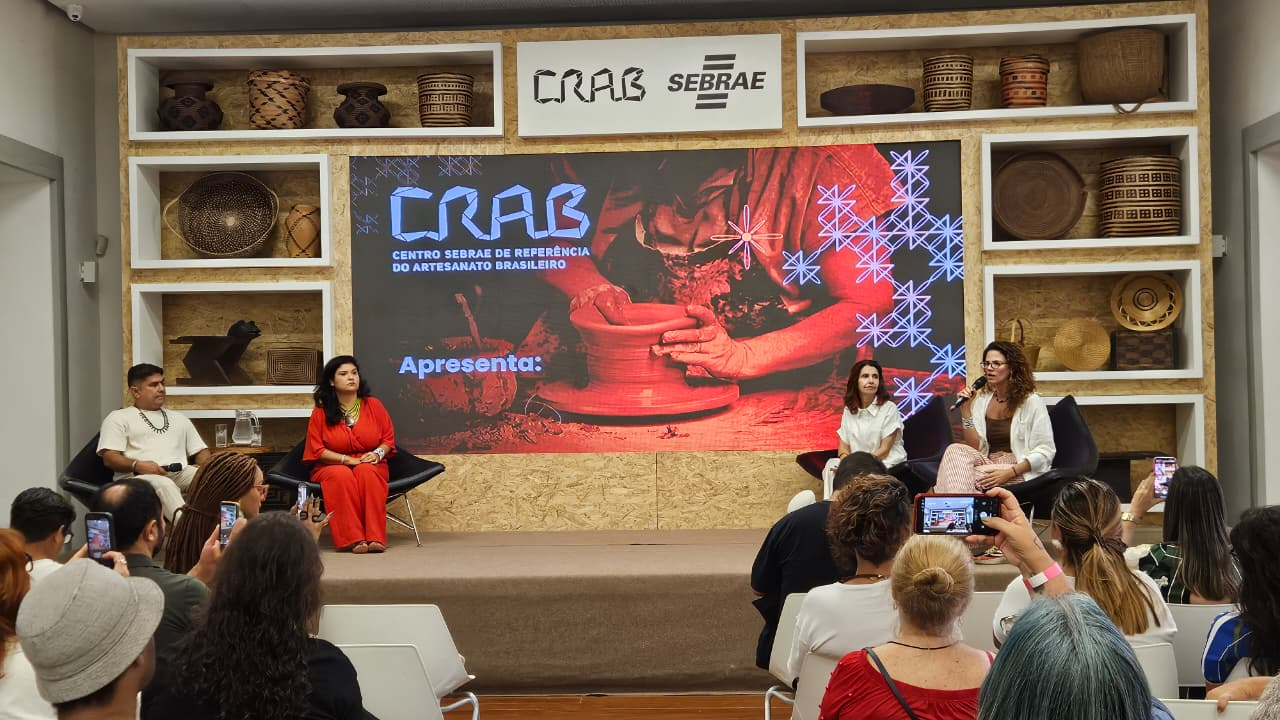 CRAB SEBRAE
CRAB
CENTRO SEBRAE DE REFERÊNCIA
DO ARTESANATO BRASILEIRO
Apresenta: